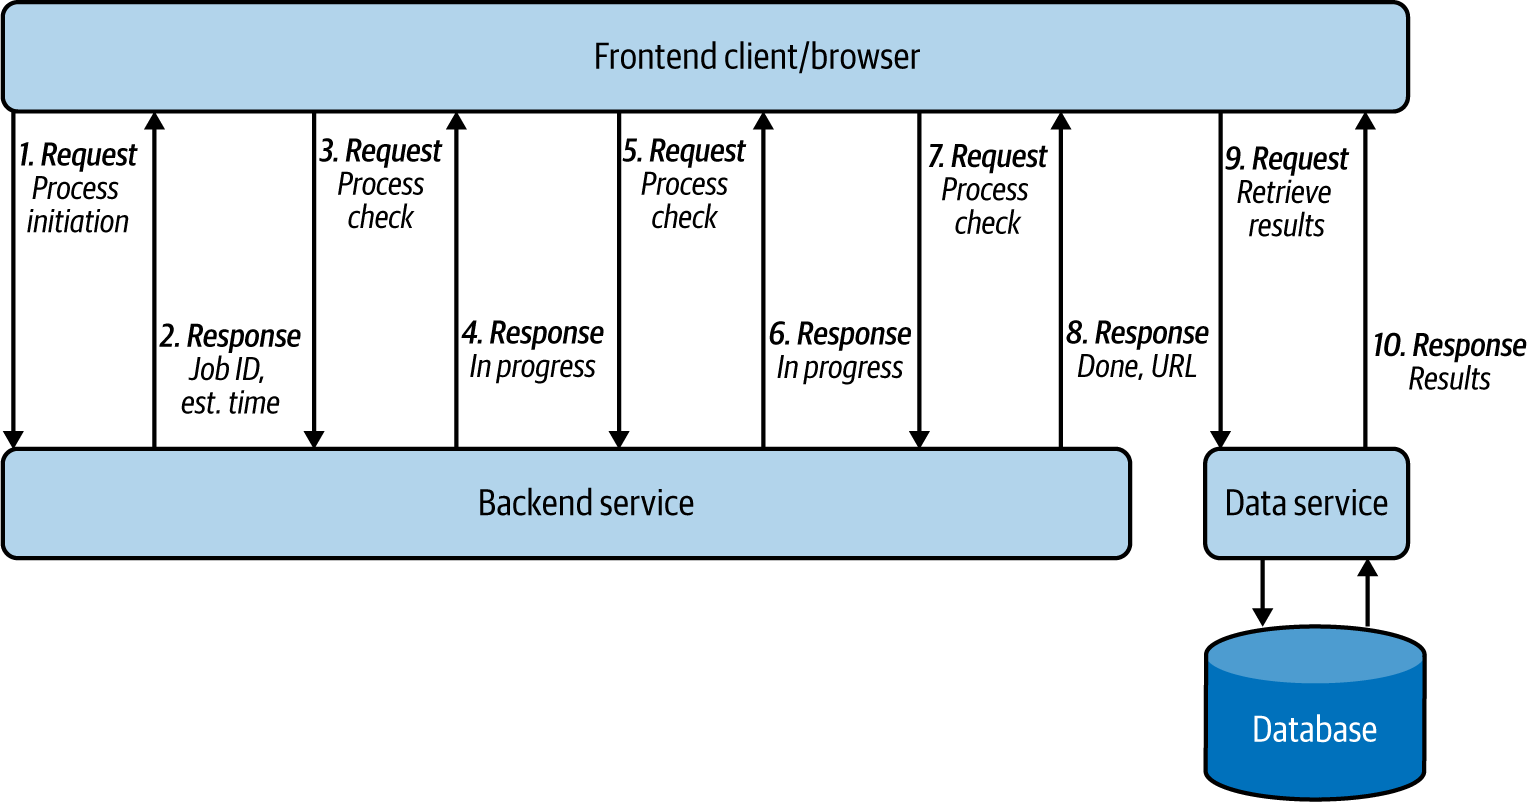 Frontend client/browser
1. Request
Process
initiation
2. Response
Job ID,
est. time
3. Request
Process
check
4. Response
In progress
5. Request
Process
check
6. Response
In progress
7. Request
Process
check
8. Response
Done, URL
9. Request
Retrieve
results
10. Response
Results
Backend service
Data service
Database